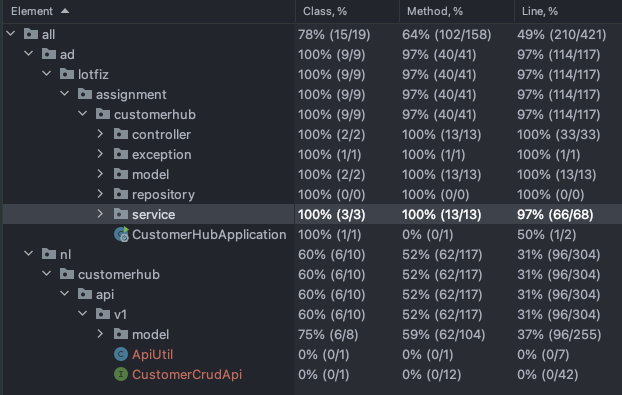 Element Class, % Method, % Line, %
all 78% (15/19) 64% (102/158) 49% (210/421)
ad 100% (9/9) 97% (40/41) 97% (114/117)
lotfiz 100% (9/9) 97% (40/41) 97% (114/117)
assignment 100% (9/9) 97% (40/41) 97% (114/117)
customerhub 100% (9/9) 97% (40/41) 97% (114/117)
controller 100% (2/2) 100% (13/13) 100% (33/33)
exception 100% (1/1) 100% (1/1) 100% (1/1)
model 100% (2/2) 100% (13/13) 100% (13/13)
repository 100% (0/0) 100% (0/0) 100% (0/0)
service 100% (3/3) 100% (13/13) 97% (66/68)
CustomerHubApplication 100% (1/1) 0% (0/1) 50% (1/2)
nl 60% (6/10) 52% (62/117) 31% (96/304)
customerhub 60% (6/10) 52% (62/117) 31% (96/304)
api 60% (6/10) 52% (62/117) 31% (96/304)
v1 60% (6/10) 52% (62/117) 31% (96/304)
model 75% (6/8) 59% (62/104) 37% (96/255)
ApiUtil 0% (0/1) 0% (0/1) 0% (0/7)
CustomerCrudApi 0% (0/1) 0% (0/12) 0% (0/42)